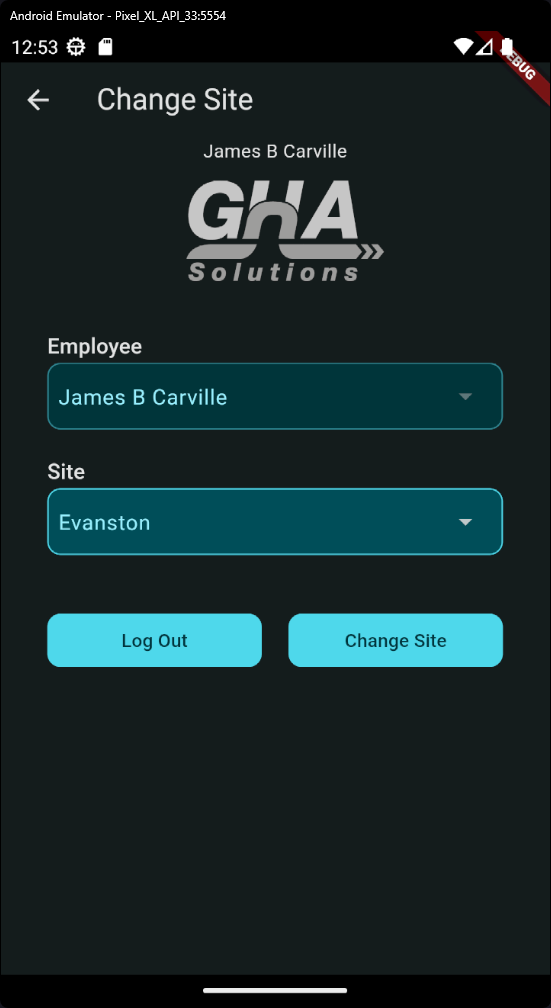 Android Emulator - Pixel_XL_API_33:5554
12:53
DEBUG
Change Site
James B Carville
GHA
Solutions
Employee
James B Carville
Site
Evanston
Log Out
Change Site